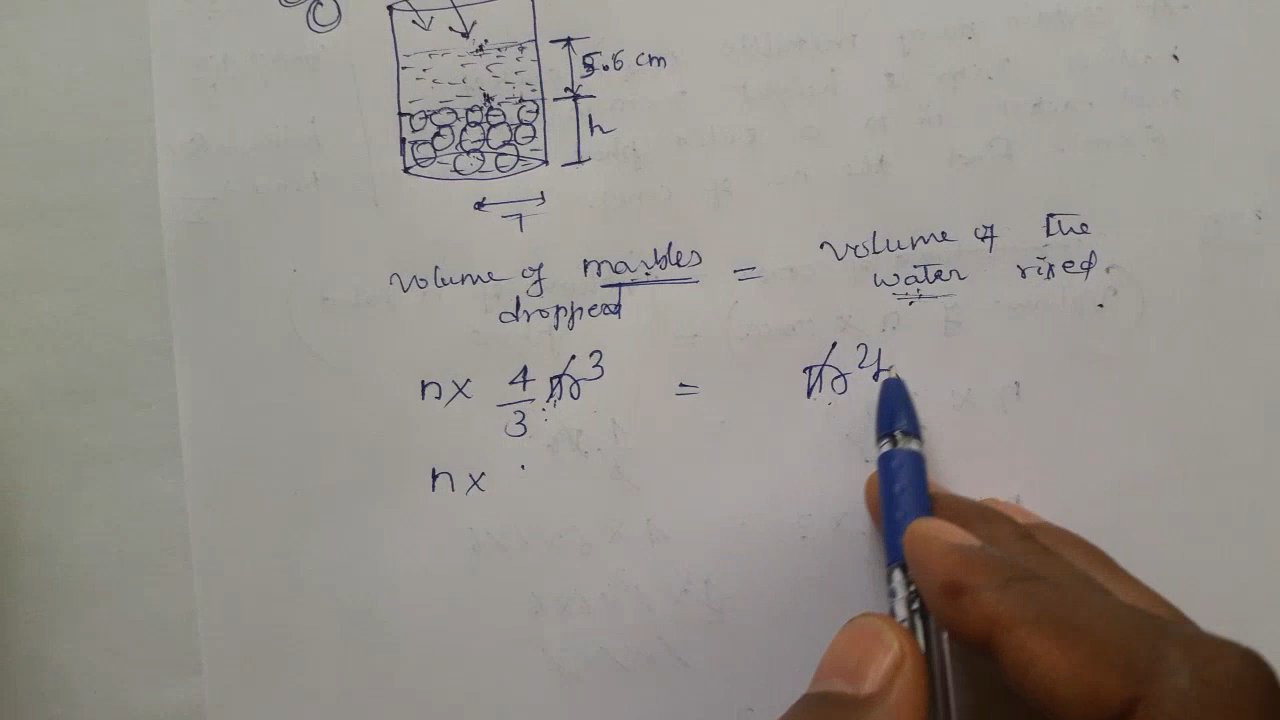 5.6 cm
h
7
volume of marbles = volume of the
dropped water rised.
n× 4/3 πr³ = πr²h
n×